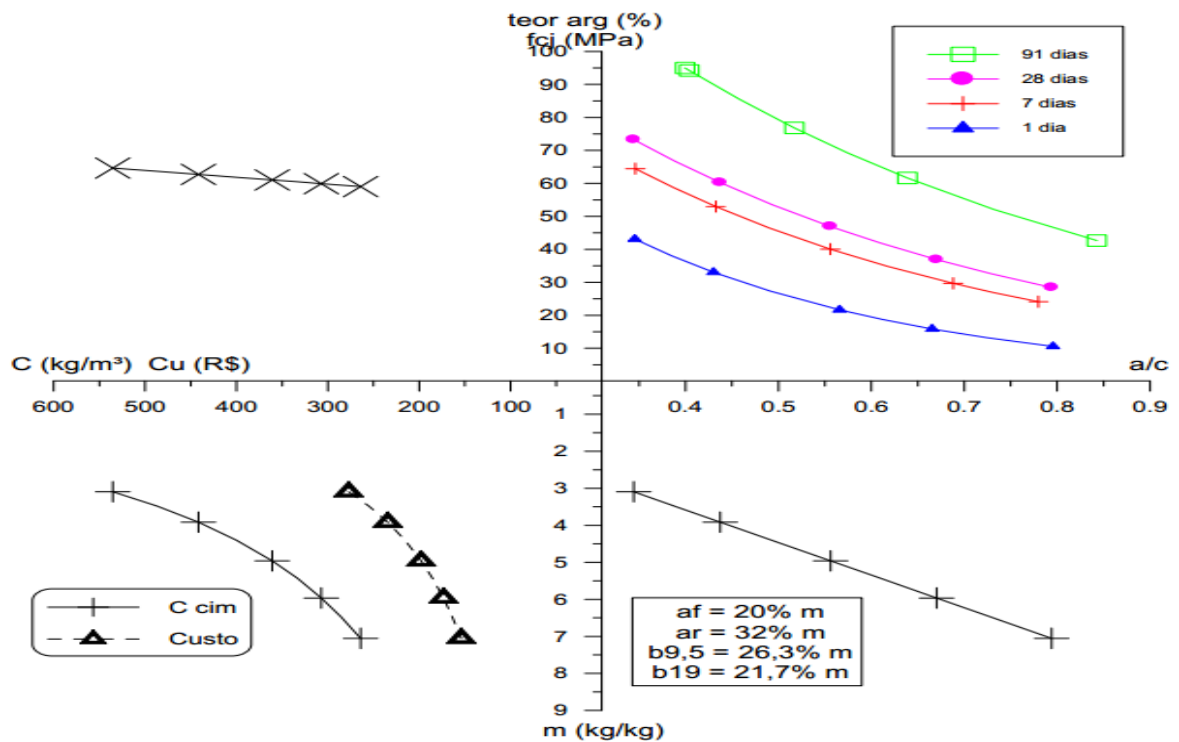 teor arg (%)
fcj (MPa)
100
90
80
70
60
50
40
30
20
10
91 dias
28 dias
7 dias
1 dia
C (kg/m³) Cu (R$)
a/c
600 500 400 300 200 100
0.4 0.5 0.6 0.7 0.8 0.9
1
2
3
4
5
6
7
8
9
m (kg/kg)
C cim
Custo
af = 20% m
ar = 32% m
b9,5 = 26,3% m
b19 = 21,7% m